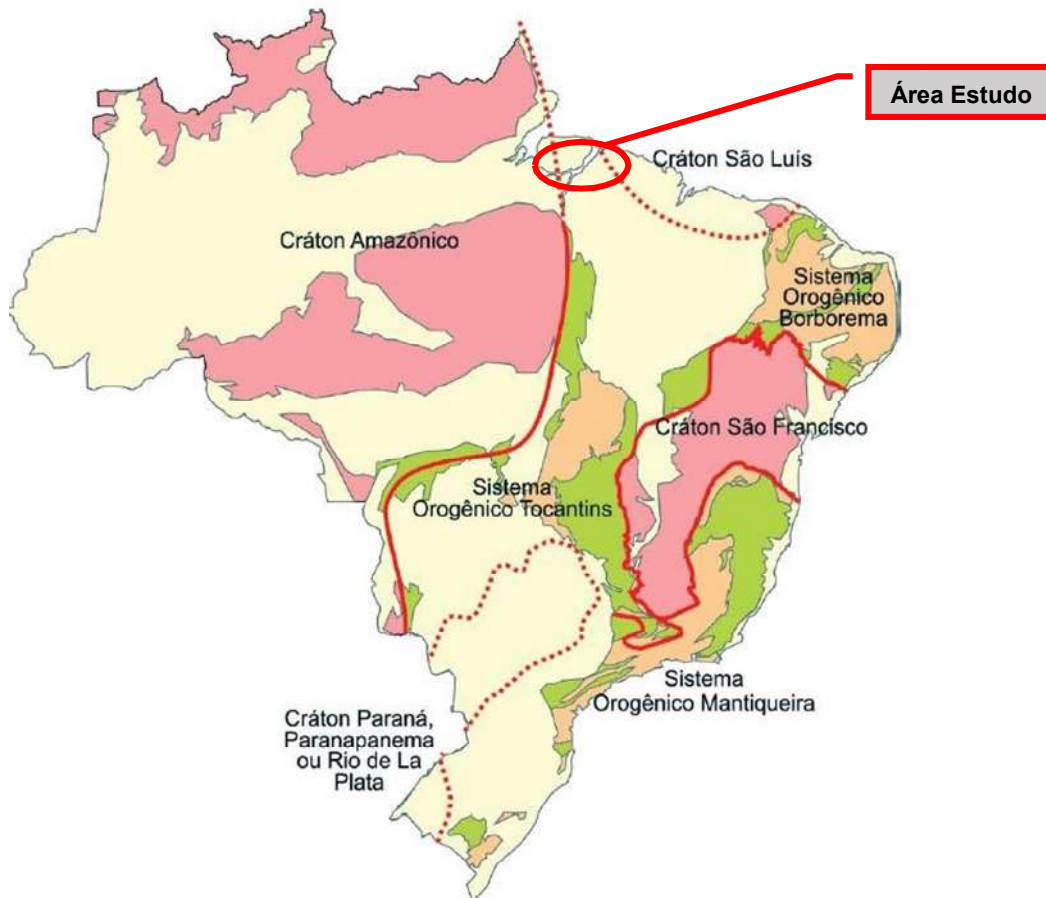 Área Estudo
Cráton São Luís
Cráton Amazônico
Sistema
Orogênico
Borborema
Cráton São Francisco
Sistema
Orogênico Tocantins
Sistema
Orogênico Mantiqueira
Cráton Paraná,
Paranapanema
ou Rio de La
Plata